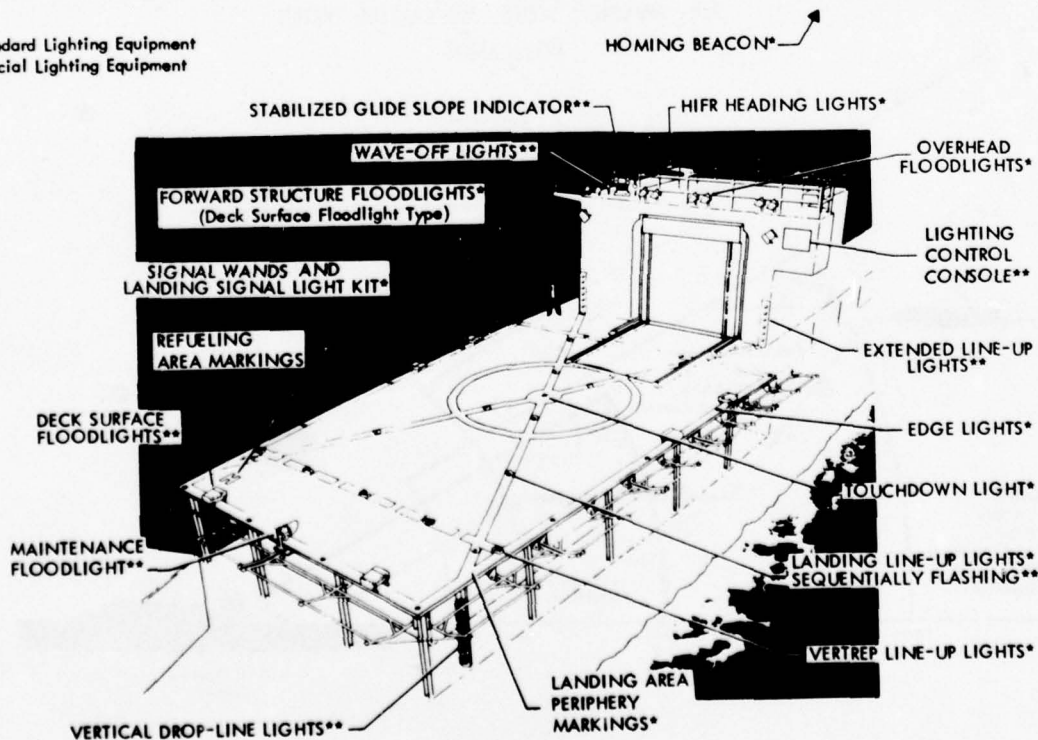 dard Lighting Equipment
cial Lighting Equipment
HOMING BEACON*
STABILIZED GLIDE SLOPE INDICATOR**
HIFR HEADING LIGHTS*
WAVE-OFF LIGHTS**
OVERHEAD
FLOODLIGHTS*
FORWARD STRUCTURE FLOODLIGHTS*
(Deck Surface Floodlight Type)
LIGHTING
CONTROL
CONSOLE**
SIGNAL WANDS AND
LANDING SIGNAL LIGHT KIT*
REFUELING
AREA MARKINGS
EXTENDED LINE-UP
LIGHTS**
DECK SURFACE
FLOODLIGHTS**
EDGE LIGHTS*
TOUCHDOWN LIGHT*
MAINTENANCE
FLOODLIGHT**
LANDING LINE-UP LIGHTS*
SEQUENTIALLY FLASHING**
VERTREP LINE-UP LIGHTS*
LANDING AREA
PERIPHERY
MARKINGS*
VERTICAL DROP-LINE LIGHTS**